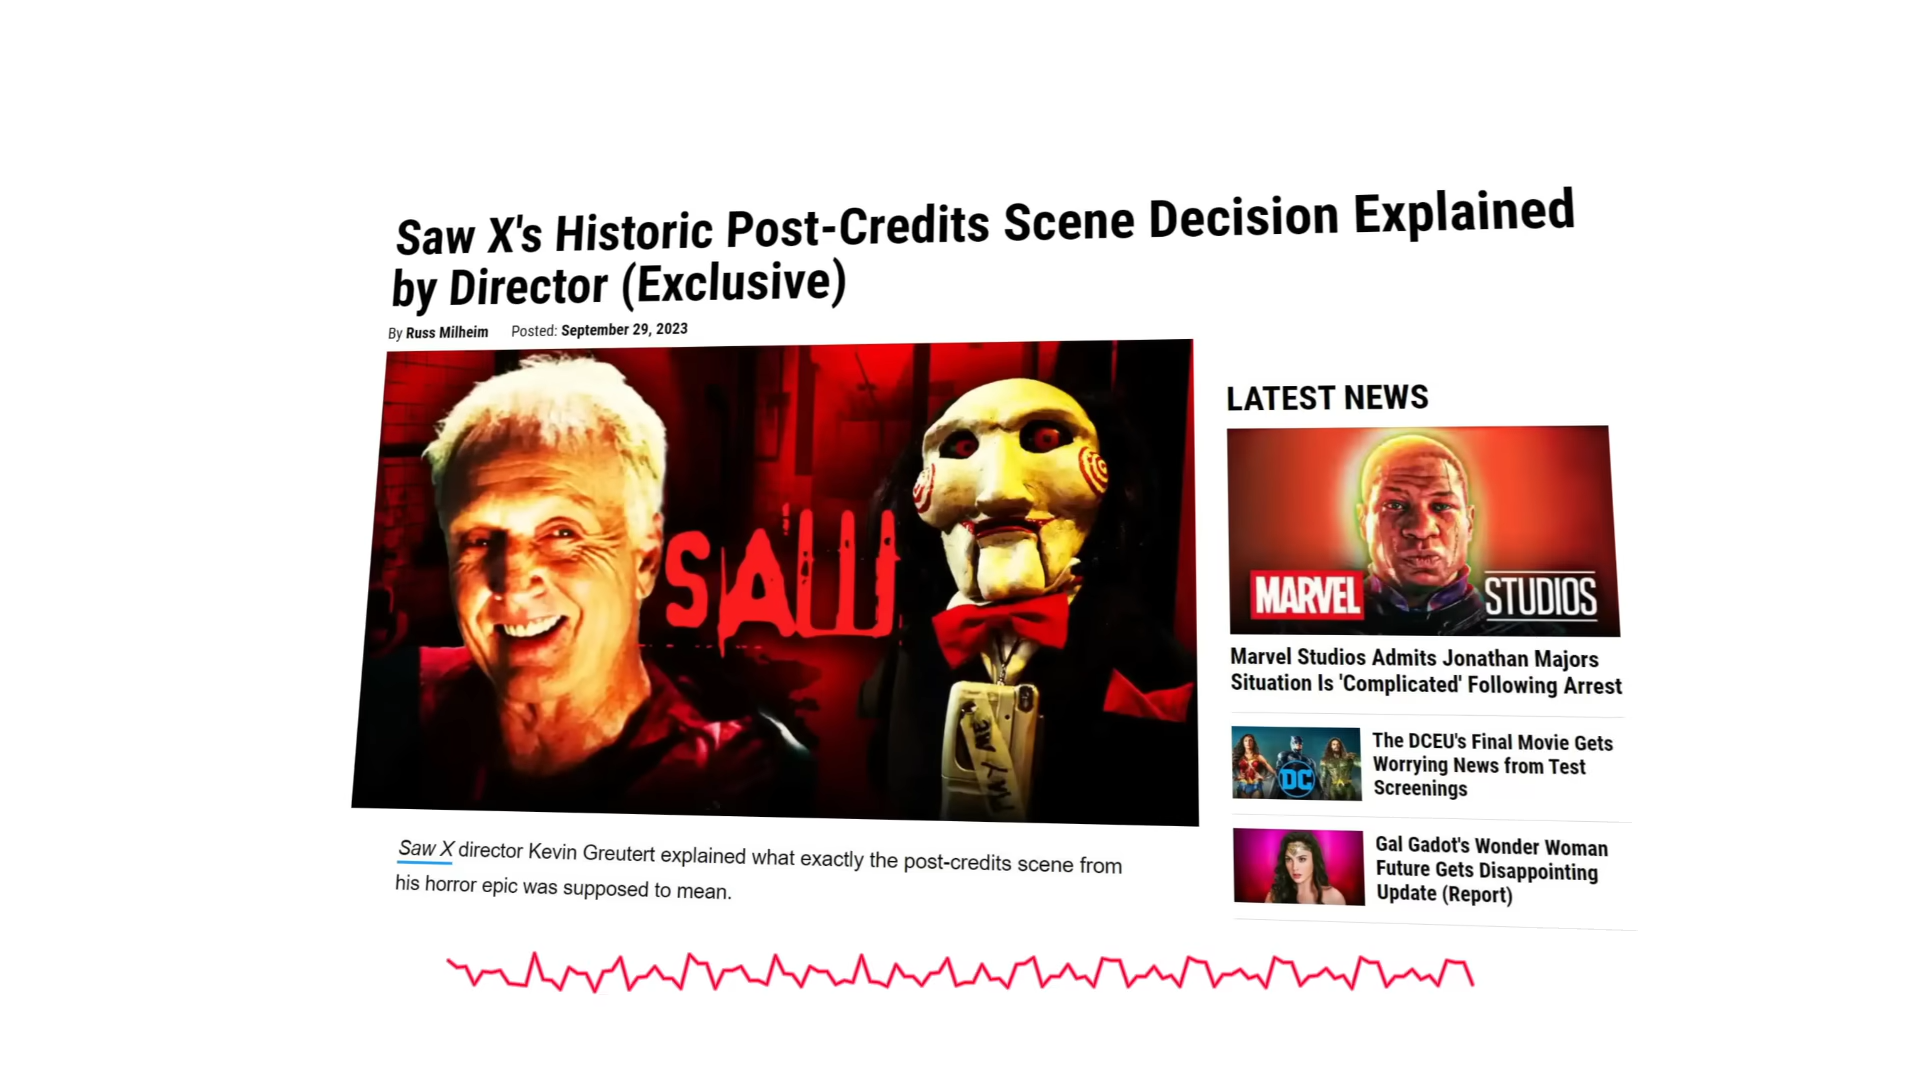 Saw X's Historic Post-Credits Scene Decision Explained
by Director (Exclusive)
By Russ Milheim Posted: September 29, 2023
SAW
MAY ME
LATEST NEWS
MARVEL STUDIOS
Marvel Studios Admits Jonathan Majors
Situation Is 'Complicated' Following Arrest
DC
The DCEU's Final Movie Gets
Worrying News from Test
Screenings
Gal Gadot's Wonder Woman
Future Gets Disappointing
Update (Report)
Saw X director Kevin Greutert explained what exactly the post-credits scene from
his horror epic was supposed to mean.